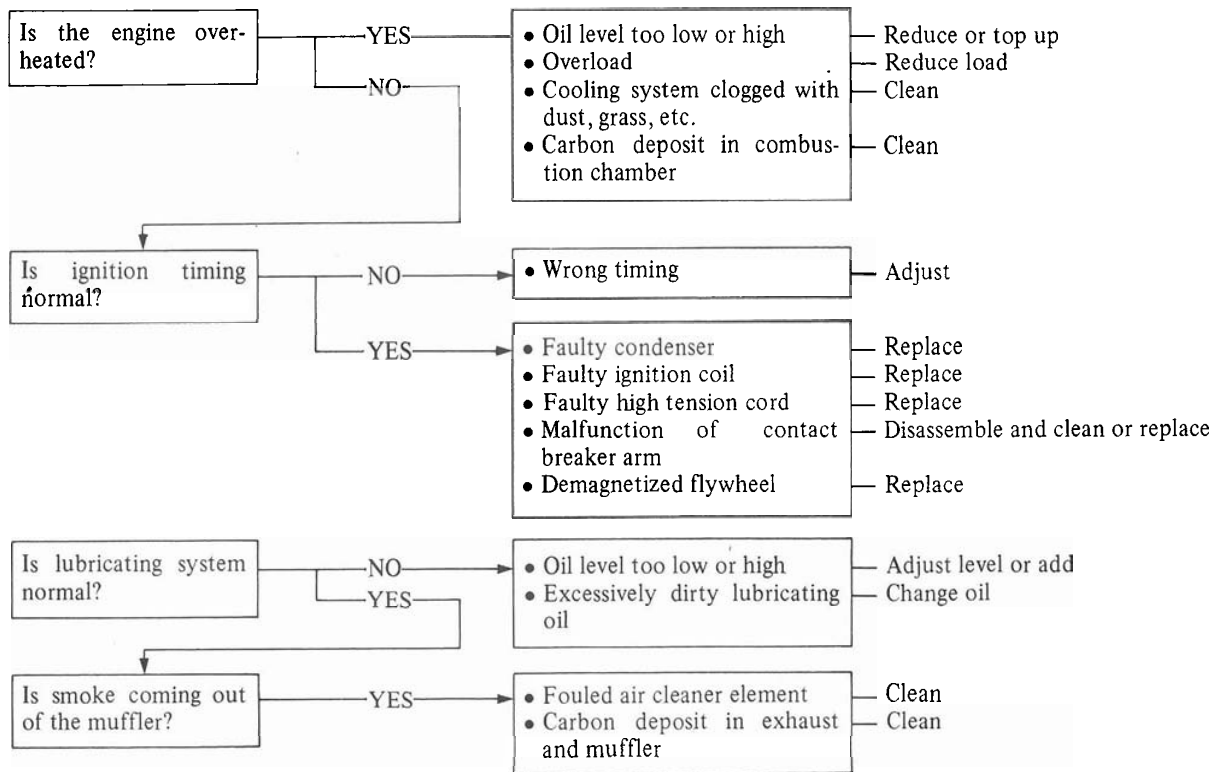 Is the engine over-
heated?
YES
NO
• Oil level too low or high
• Overload
• Cooling system clogged with
dust, grass, etc.
• Carbon deposit in combus-
tion chamber
Reduce or top up
Reduce load
Clean
Clean
Is ignition timing
normal?
NO
• Wrong timing
Adjust
YES
• Faulty condenser
• Faulty ignition coil
• Faulty high tension cord
• Malfunction of contact
breaker arm
• Demagnetized flywheel
Replace
Replace
Replace
Disassemble and clean or replace
Replace
Is lubricating system
normal?
NO
YES
• Oil level too low or high
• Excessively dirty lubricating
oil
Adjust level or add
Change oil
Is smoke coming out
of the muffler?
YES
• Fouled air cleaner element
• Carbon deposit in exhaust
and muffler
Clean
Clean